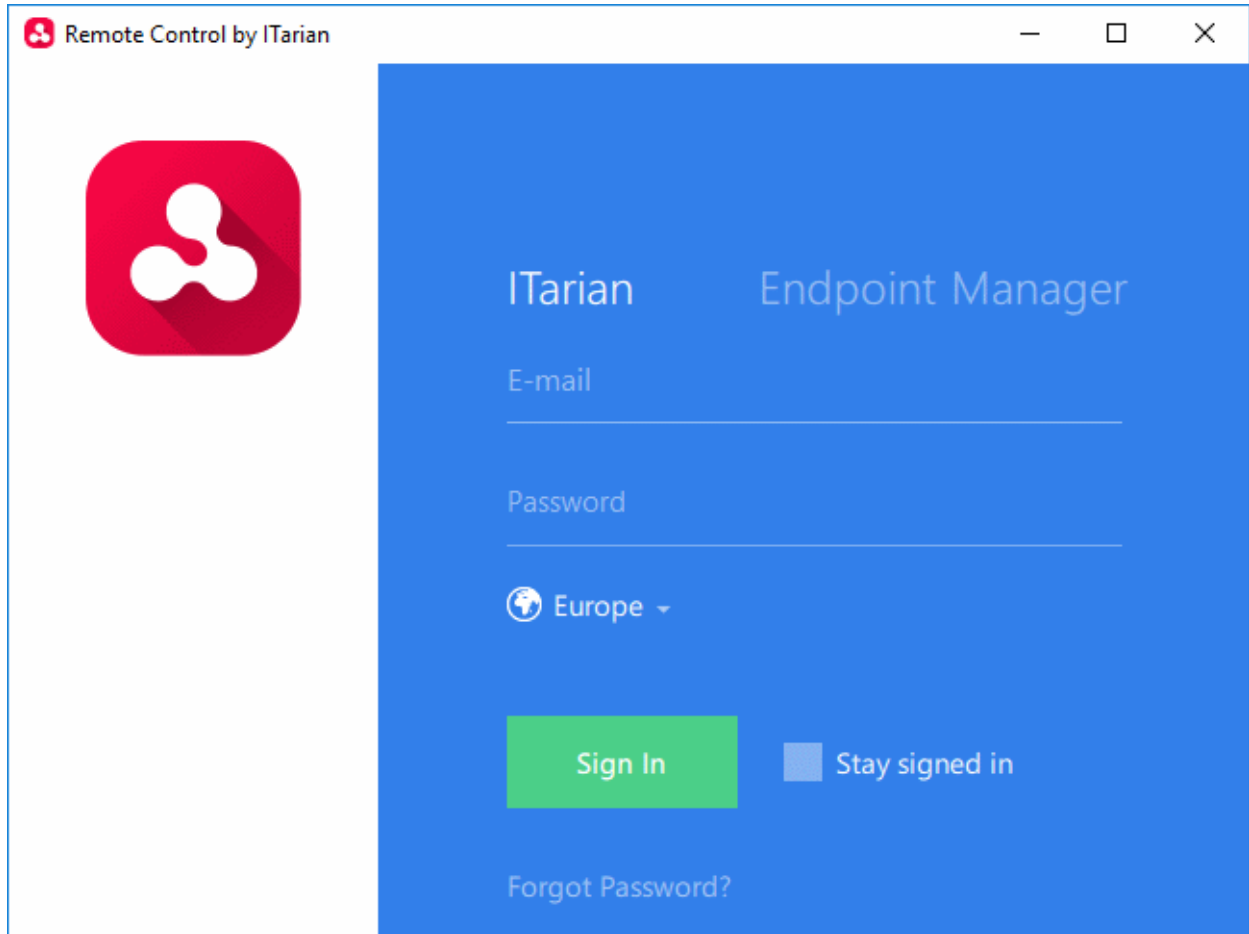 Remote Control by ITarian
ITarian Endpoint Manager
E-mail
Password
Europe
Sign In Stay signed in
Forgot Password?